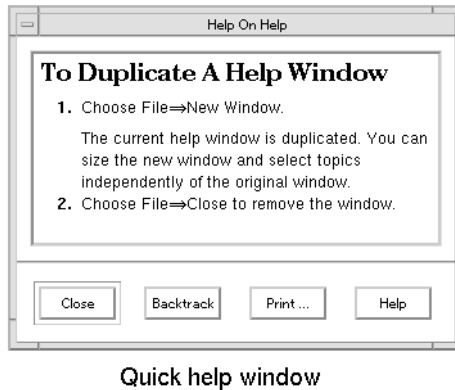 Help On Help
To Duplicate A Help Window
1. Choose File⇒New Window.
The current help window is duplicated. You can
size the new window and select topics
independently of the original window.
2. Choose File⇒Close to remove the window.
Close Backtrack Print ... Help
Quick help window